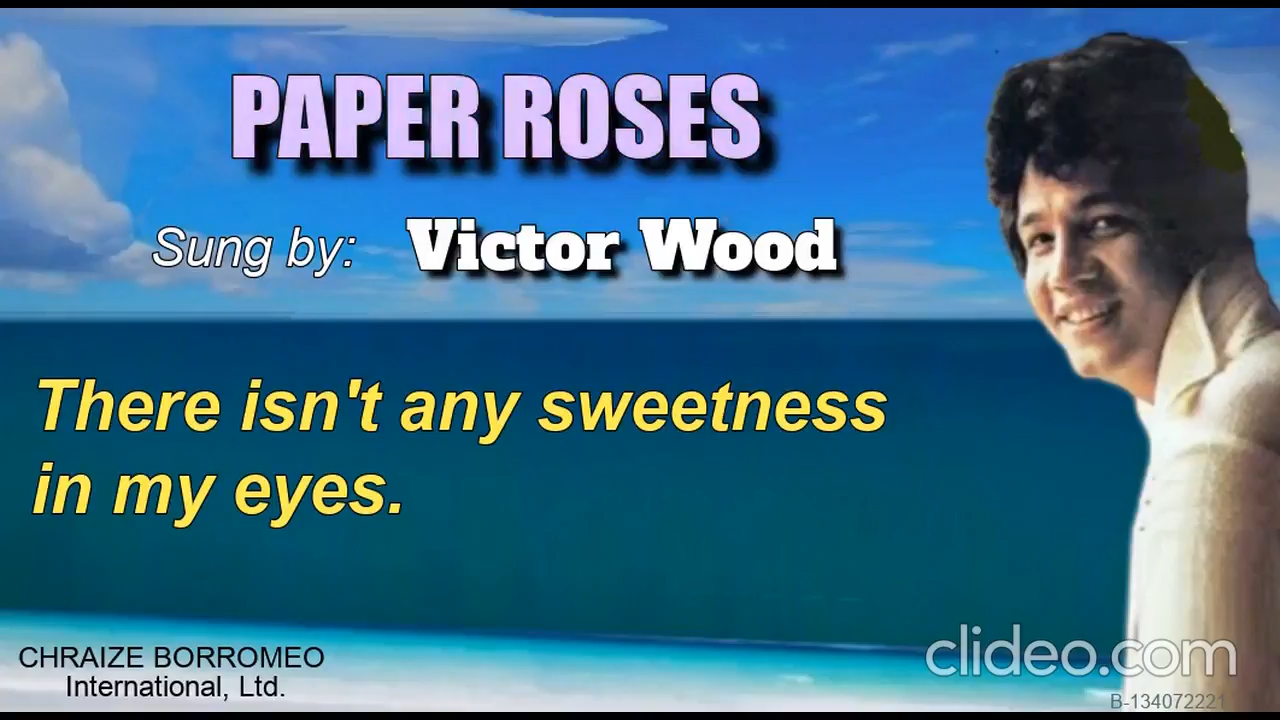 PAPER ROSES
Sung by: Victor Wood
There isn't any sweetness
in my eyes.
CHRAIZE BORROMEO
International, Ltd.
clideo.com
B-134072221